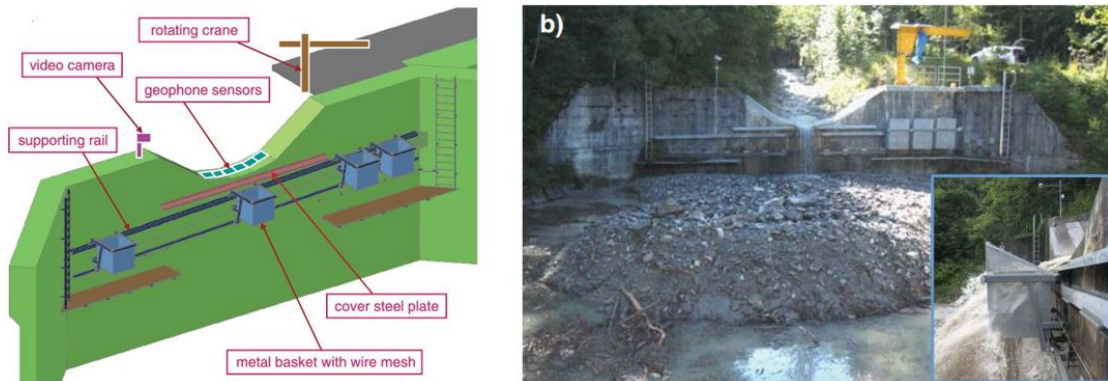 rotating crane
video camera
geophone sensors
supporting rail
cover steel plate
metal basket with wire mesh
b)